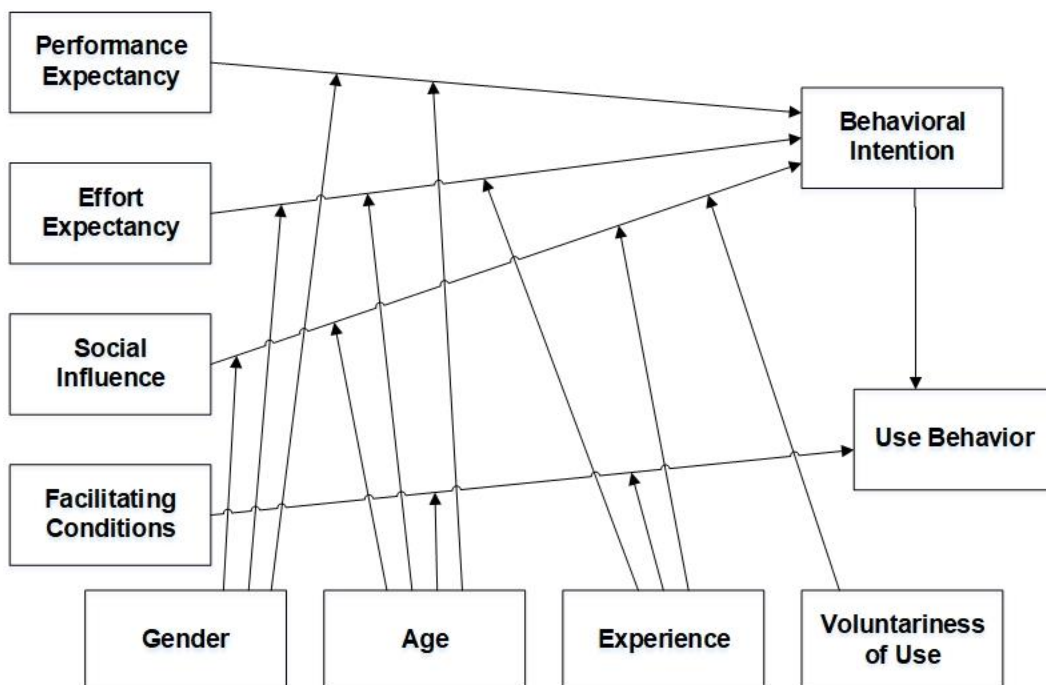 Performance
Expectancy
Behavioral
Intention
Effort
Expectancy
Social
Influence
Use Behavior
Facilitating
Conditions
Gender
Age
Experience
Voluntariness
of Use